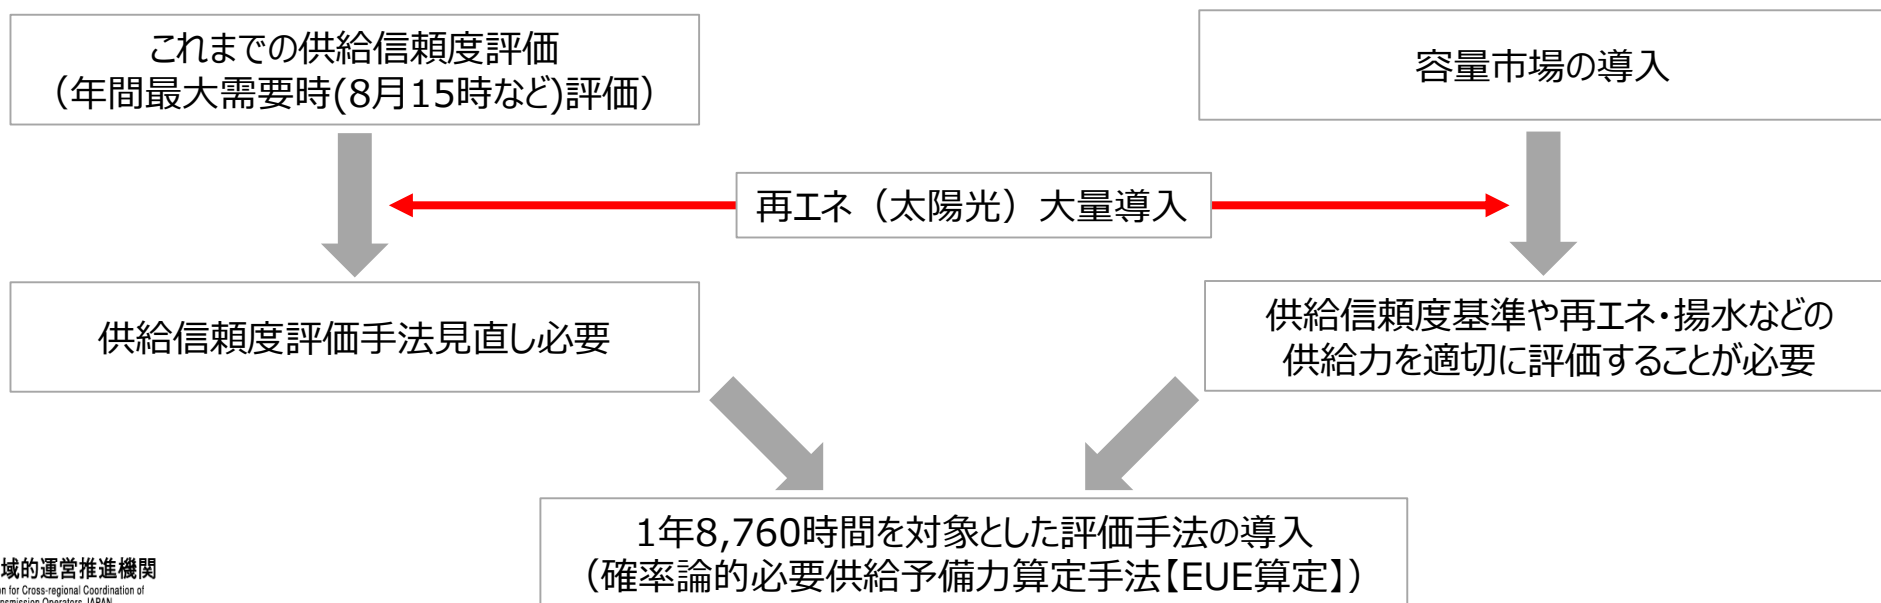 これまでの供給信頼度評価
（年間最大需要時(8月15時など)評価）
容量市場の導入
再エネ（太陽光）大量導入
供給信頼度評価手法見直し必要
供給信頼度基準や再エネ・揚水などの
供給力を適切に評価することが必要
1年8,760時間を対象とした評価手法の導入
（確率論的必要供給予備力算定手法【EUE算定】）
域的運営推進機関
for Cross-regional Coordination of
Operators, JAPAN